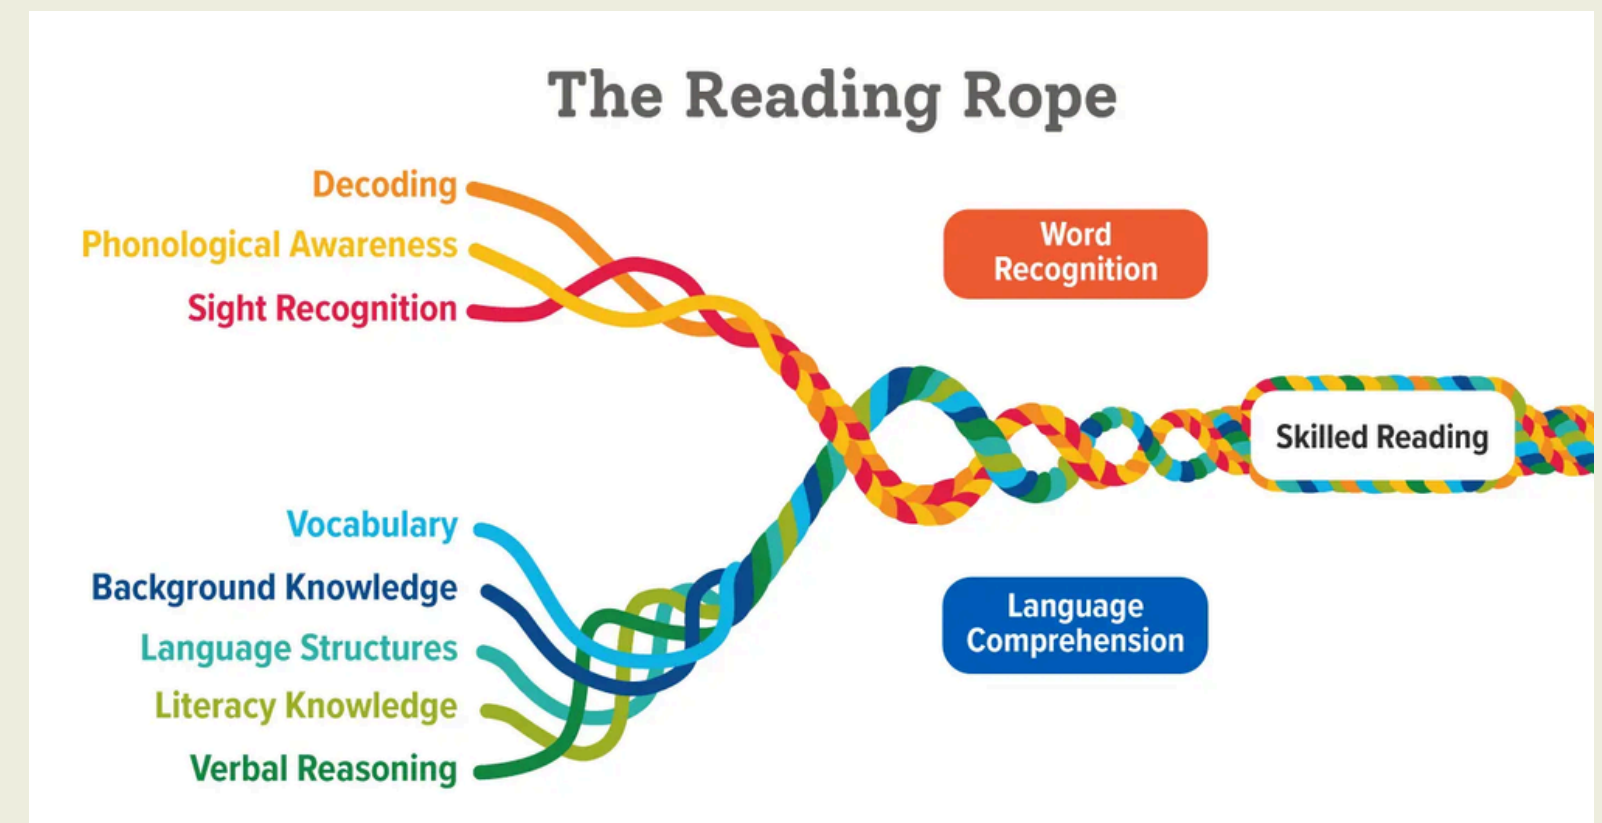 The Reading Rope
Decoding
Phonological Awareness
Sight Recognition
Word
Recognition
Skilled Reading
Vocabulary
Background Knowledge
Language Structures
Literacy Knowledge
Verbal Reasoning
Language
Comprehension